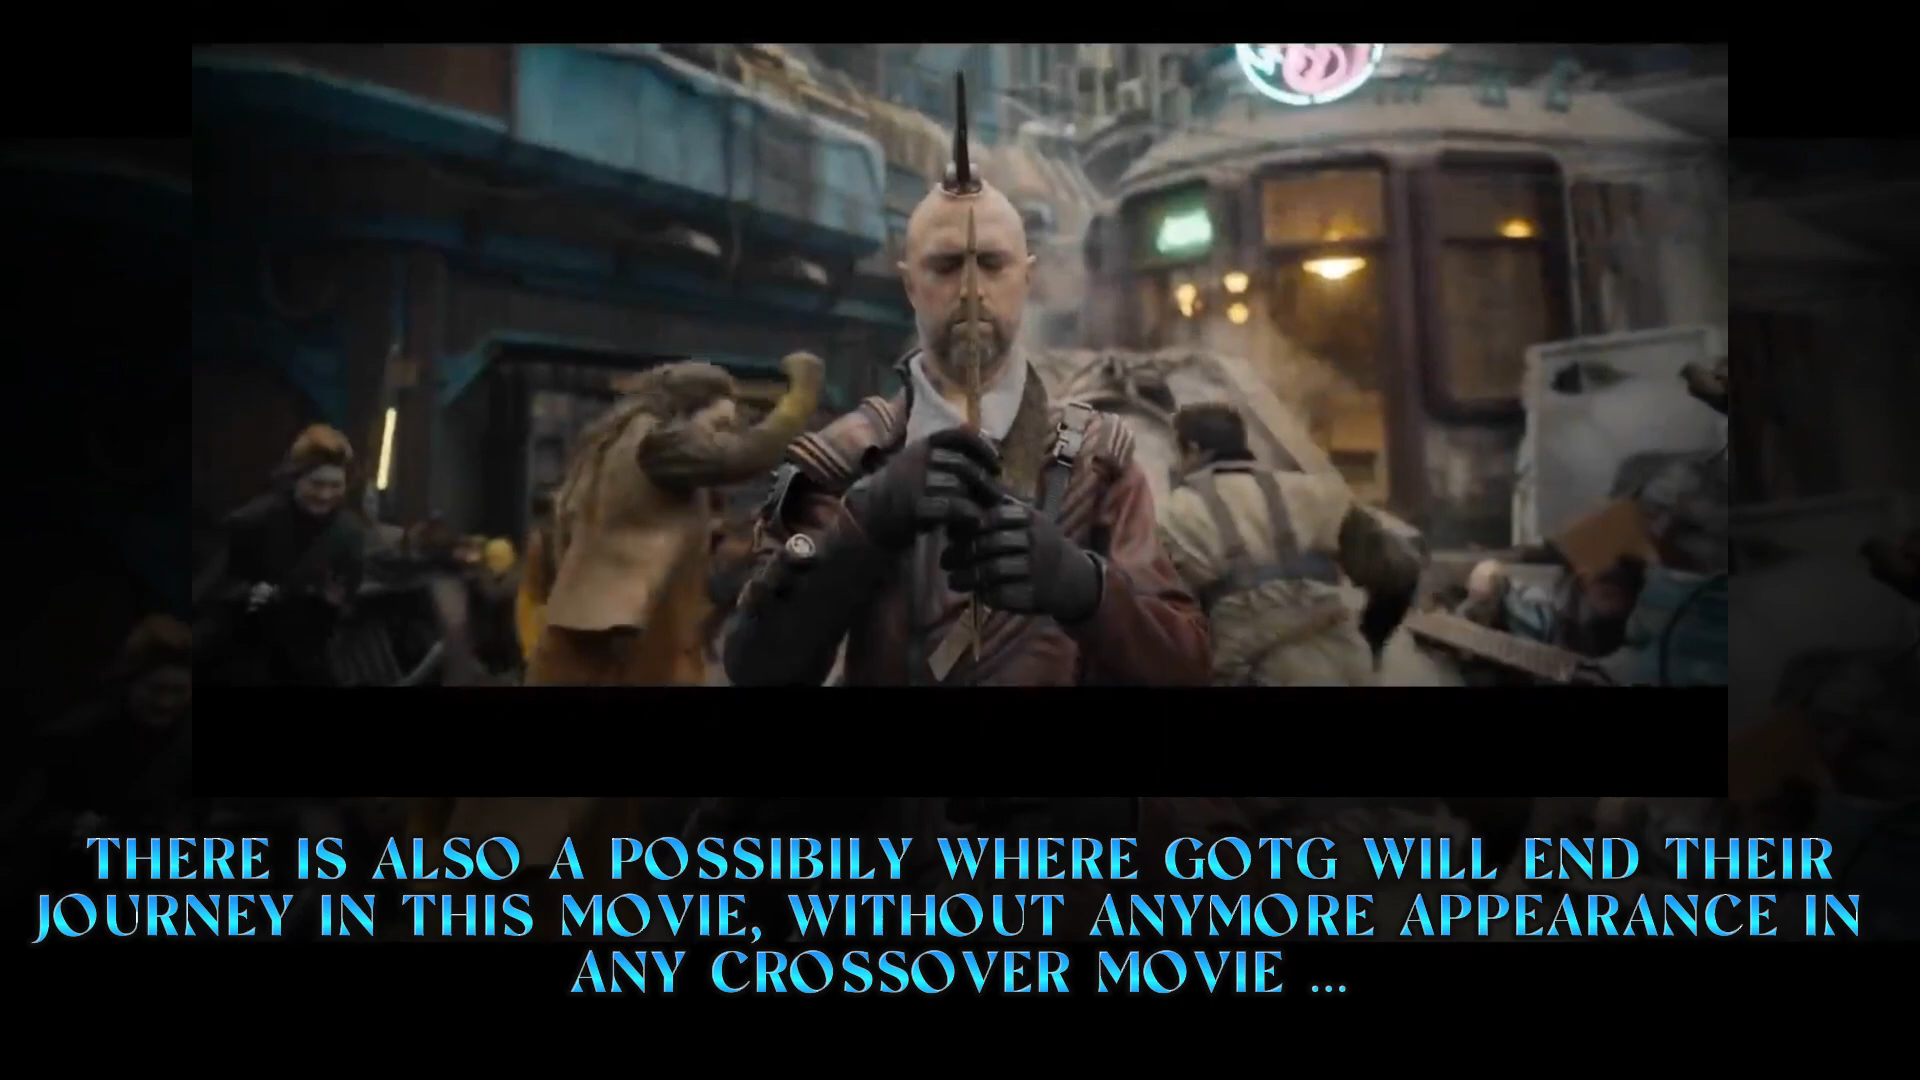 THERE IS ALSO A POSSIBILY WHERE GOTG WILL END THEIR
JOURNEY IN THIS MOVIE, WITHOUT ANYMORE APPEARANCE IN
ANY CROSSOVER MOVIE ...